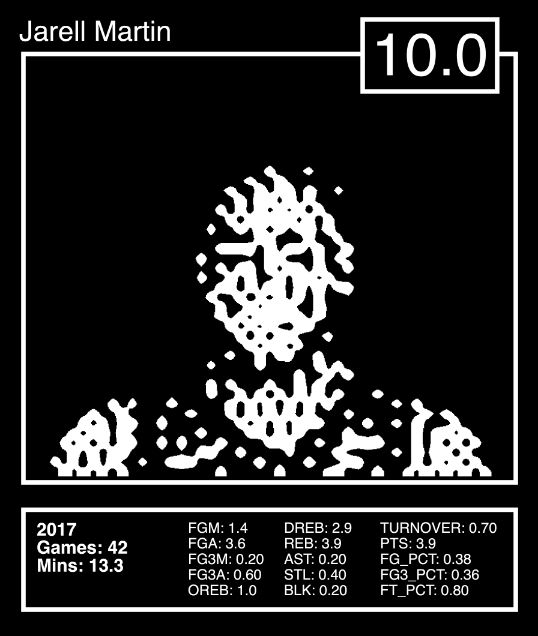 Jarell Martin
10.0
2017
Games: 42
Mins: 13.3
FGM: 1.4
FGA: 3.6
FG3M: 0.20
FG3A: 0.60
OREB: 1.0
DREB: 2.9
REB: 3.9
AST: 0.20
STL: 0.40
BLK: 0.20
TURNOVER: 0.70
PTS: 3.9
FG_PCT: 0.38
FG3_PCT: 0.36
FT_PCT: 0.80